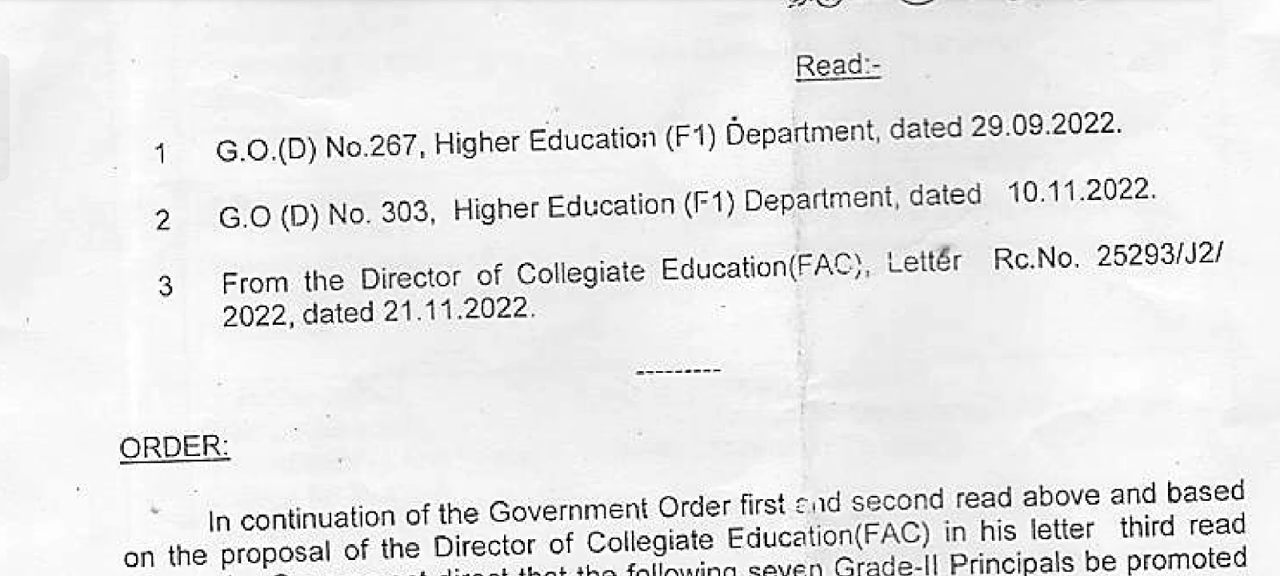 Read:-
1 G.O.(D) No.267, Higher Education (F1) Department, dated 29.09.2022.
2 G.O (D) No. 303, Higher Education (F1) Department, dated 10.11.2022.
3 From the Director of Collegiate Education(FAC), Letter Rc.No. 25293/J2/
2022, dated 21.11.2022.
---------
ORDER:
In continuation of the Government Order first and second read above and based
on the proposal of the Director of Collegiate Education(FAC) in his letter third read
direct that the following seven Grade-II Principals be promoted